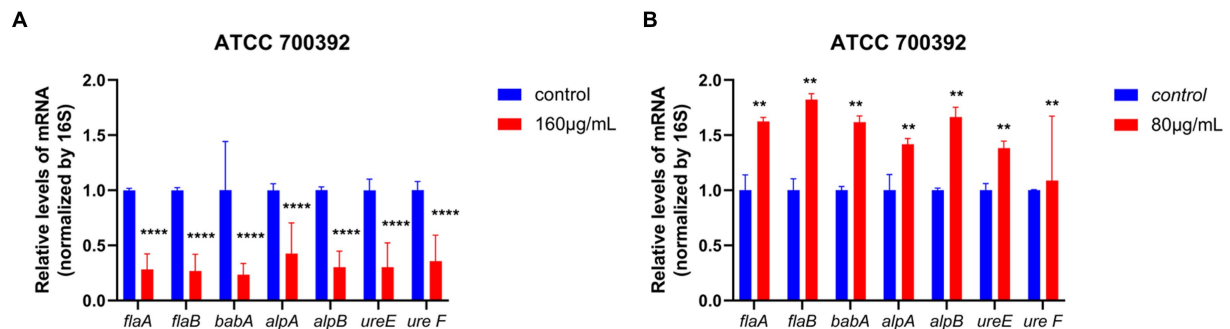 A
ATCC 700392
Relative levels of mRNA
(normalized by 16S)
2.0
1.5
1.0
0.5
0.0
****
****
****
****
****
****
****
flaA
flaB
babA
alpA
alpB
ureE
ure F
control
160µg/mL
B
ATCC 700392
Relative levels of mRNA
(normalized by 16S)
2.0
1.5
1.0
0.5
0.0
**
**
**
**
**
**
**
flaA
flaB
babA
alpA
alpB
ureE
ure F
control
80µg/mL